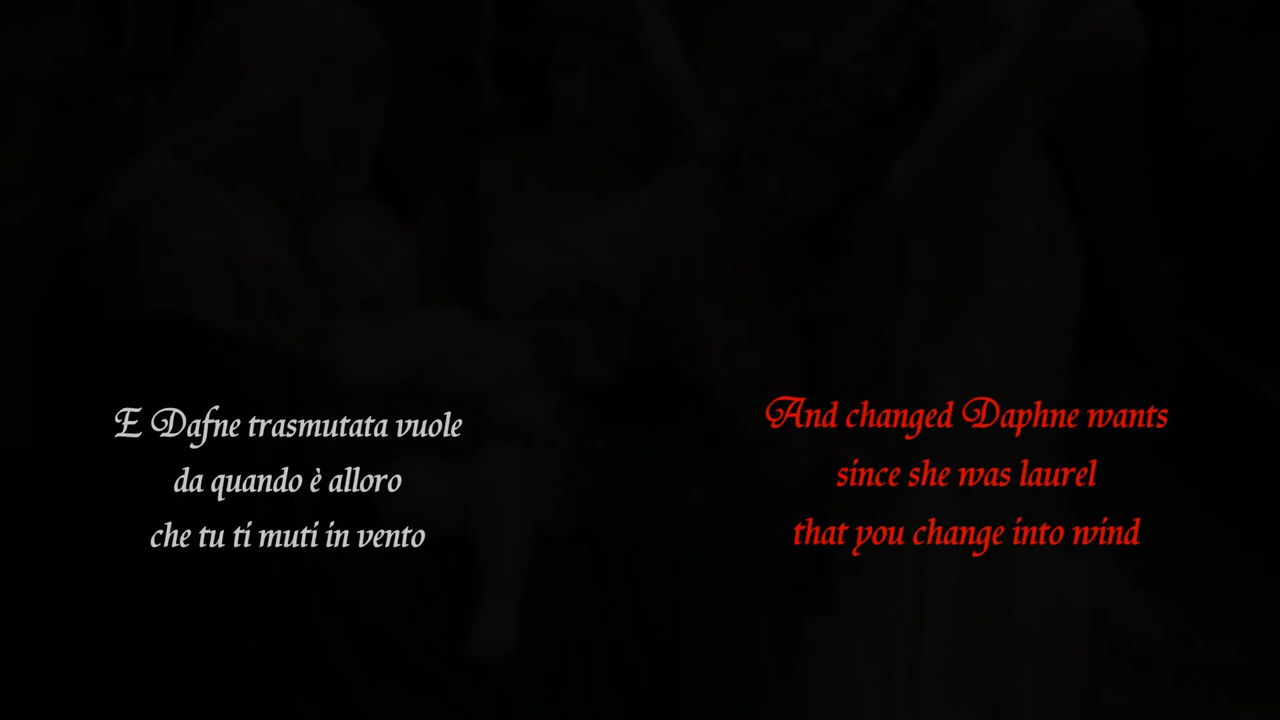 E Dafne trasmutata vuole
da quando è alloro
che tu ti muti in vento
And changed Daphne wants
since she was laurel
that you change into wind